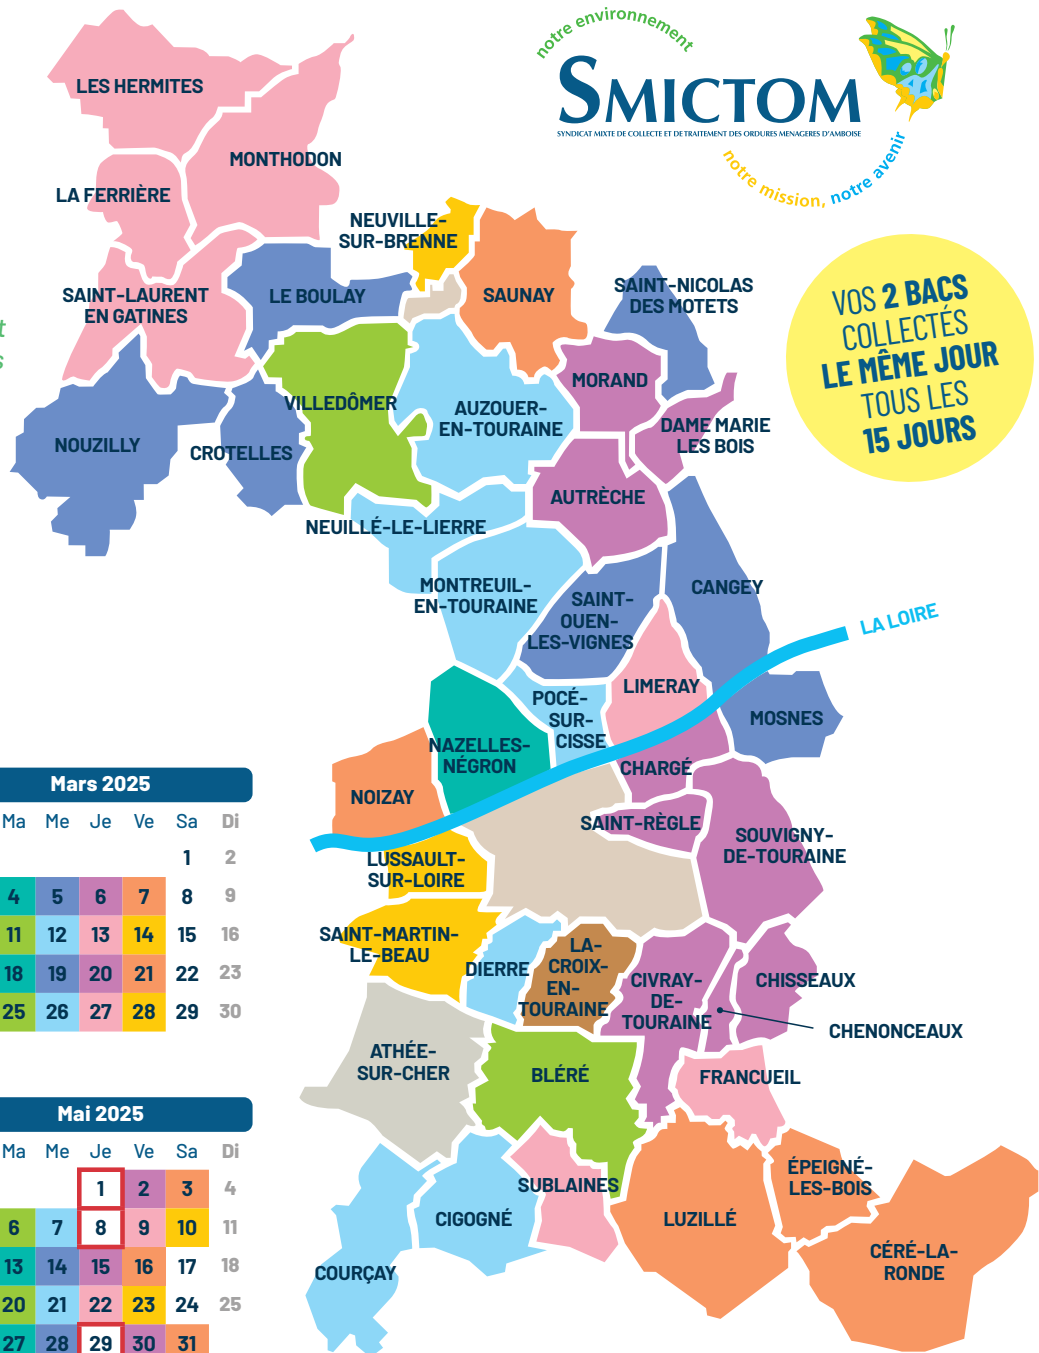 notre environnement
SMICTOM
SYNDICAT MIXTE DE COLLECTE ET DE TRAITEMENT DES ORDURES MENAGERES D'AMBOISE
notre mission, notre avenir
VOS 2 BACS
COLLECTÉS
LE MÊME JOUR
TOUS LES
15 JOURS
LES HERMITES
MONTHODON
LA FERRIÈRE
NEUVILLE-
SUR-BRENNE
SAINT-LAURENT
EN GATINES
LE BOULAY
SAUNAY
SAINT-NICOLAS
DES MOTETS
MORAND
VILLEDÔMER
AUZOUER-
EN-TOURAINE
DAME MARIE
LES BOIS
NOUZILLY
CROTELLES
AUTRÈCHE
NEUILLÉ-LE-LIERRE
MONTREUIL-
EN-TOURAINE
SAINT-
OUEN-
LES-VIGNES
CANGEY
LA LOIRE
LIMERAY
POCÉ-
SUR-
CISSE
MOSNES
NAZELLES-
NÉGRON
CHARGÉ
NOIZAY
SAINT-RÈGLE
SOUVIGNY-
DE-TOURAINE
LUSSAULT-
SUR-LOIRE
SAINT-MARTIN-
LE-BEAU
DIERRE
LA-
CROIX-
EN-
TOURAINE
CIVRAY-
DE-
TOURAINE
CHISSEAUX
CHENONCEAUX
ATHÉE-
SUR-CHER
BLÉRÉ
FRANCUEIL
SUBLAINES
ÉPEIGNÉ-
LES-BOIS
CIGOGNÉ
LUZILLÉ
CÉRÉ-LA-
RONDE
COURÇAY
Mars 2025
Ma Me Je Ve Sa Di
1 2
4 5 6 7 8 9
11 12 13 14 15 16
18 19 20 21 22 23
25 26 27 28 29 30
Mai 2025
Ma Me Je Ve Sa Di
1 2 3 4
6 7 8 9 10 11
13 14 15 16 17 18
20 21 22 23 24 25
27 28 29 30 31